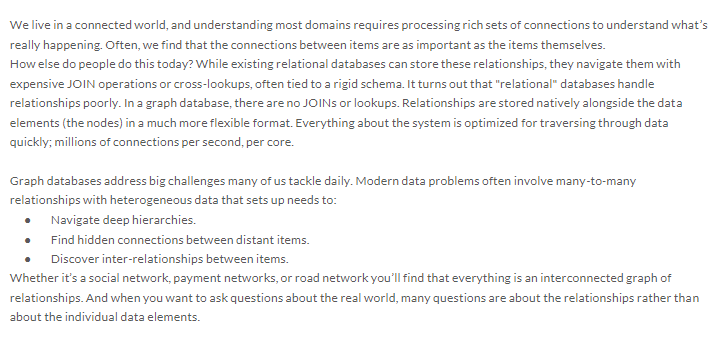 We live in a connected world, and understanding most domains requires processing rich sets of connections to understand what's
really happening. Often, we find that the connections between items are as important as the items themselves.
How else do people do this today? While existing relational databases can store these relationships, they navigate them with
expensive JOIN operations or cross-lookups, often tied to a rigid schema. It turns out that "relational" databases handle
relationships poorly. In a graph database, there are no JOINs or lookups. Relationships are stored natively alongside the data
elements (the nodes) in a much more flexible format. Everything about the system is optimized for traversing through data
quickly; millions of connections per second, per core.
Graph databases address big challenges many of us tackle daily. Modern data problems often involve many-to-many
relationships with heterogeneous data that sets up needs to:
• Navigate deep hierarchies.
• Find hidden connections between distant items.
• Discover inter-relationships between items.
Whether it's a social network, payment networks, or road network you'll find that everything is an interconnected graph of
relationships. And when you want to ask questions about the real world, many questions are about the relationships rather than
about the individual data elements.